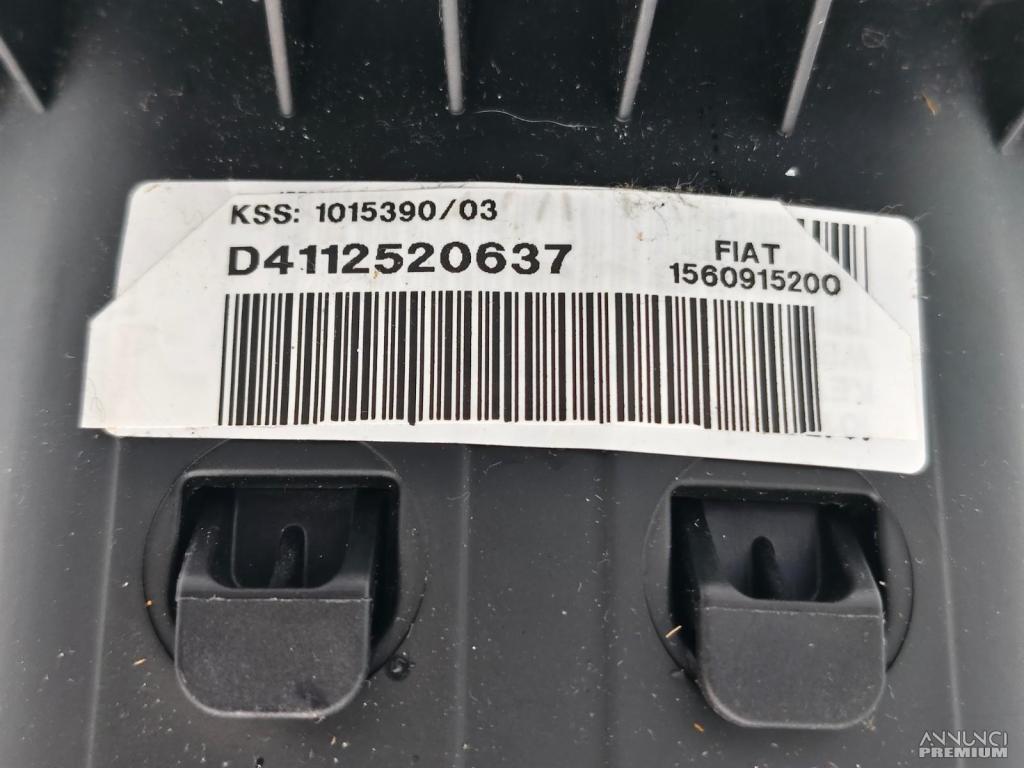 KSS: 1015390/03
D4112520637
FIAT
1560915200
ANNUNCI
PREMIUM